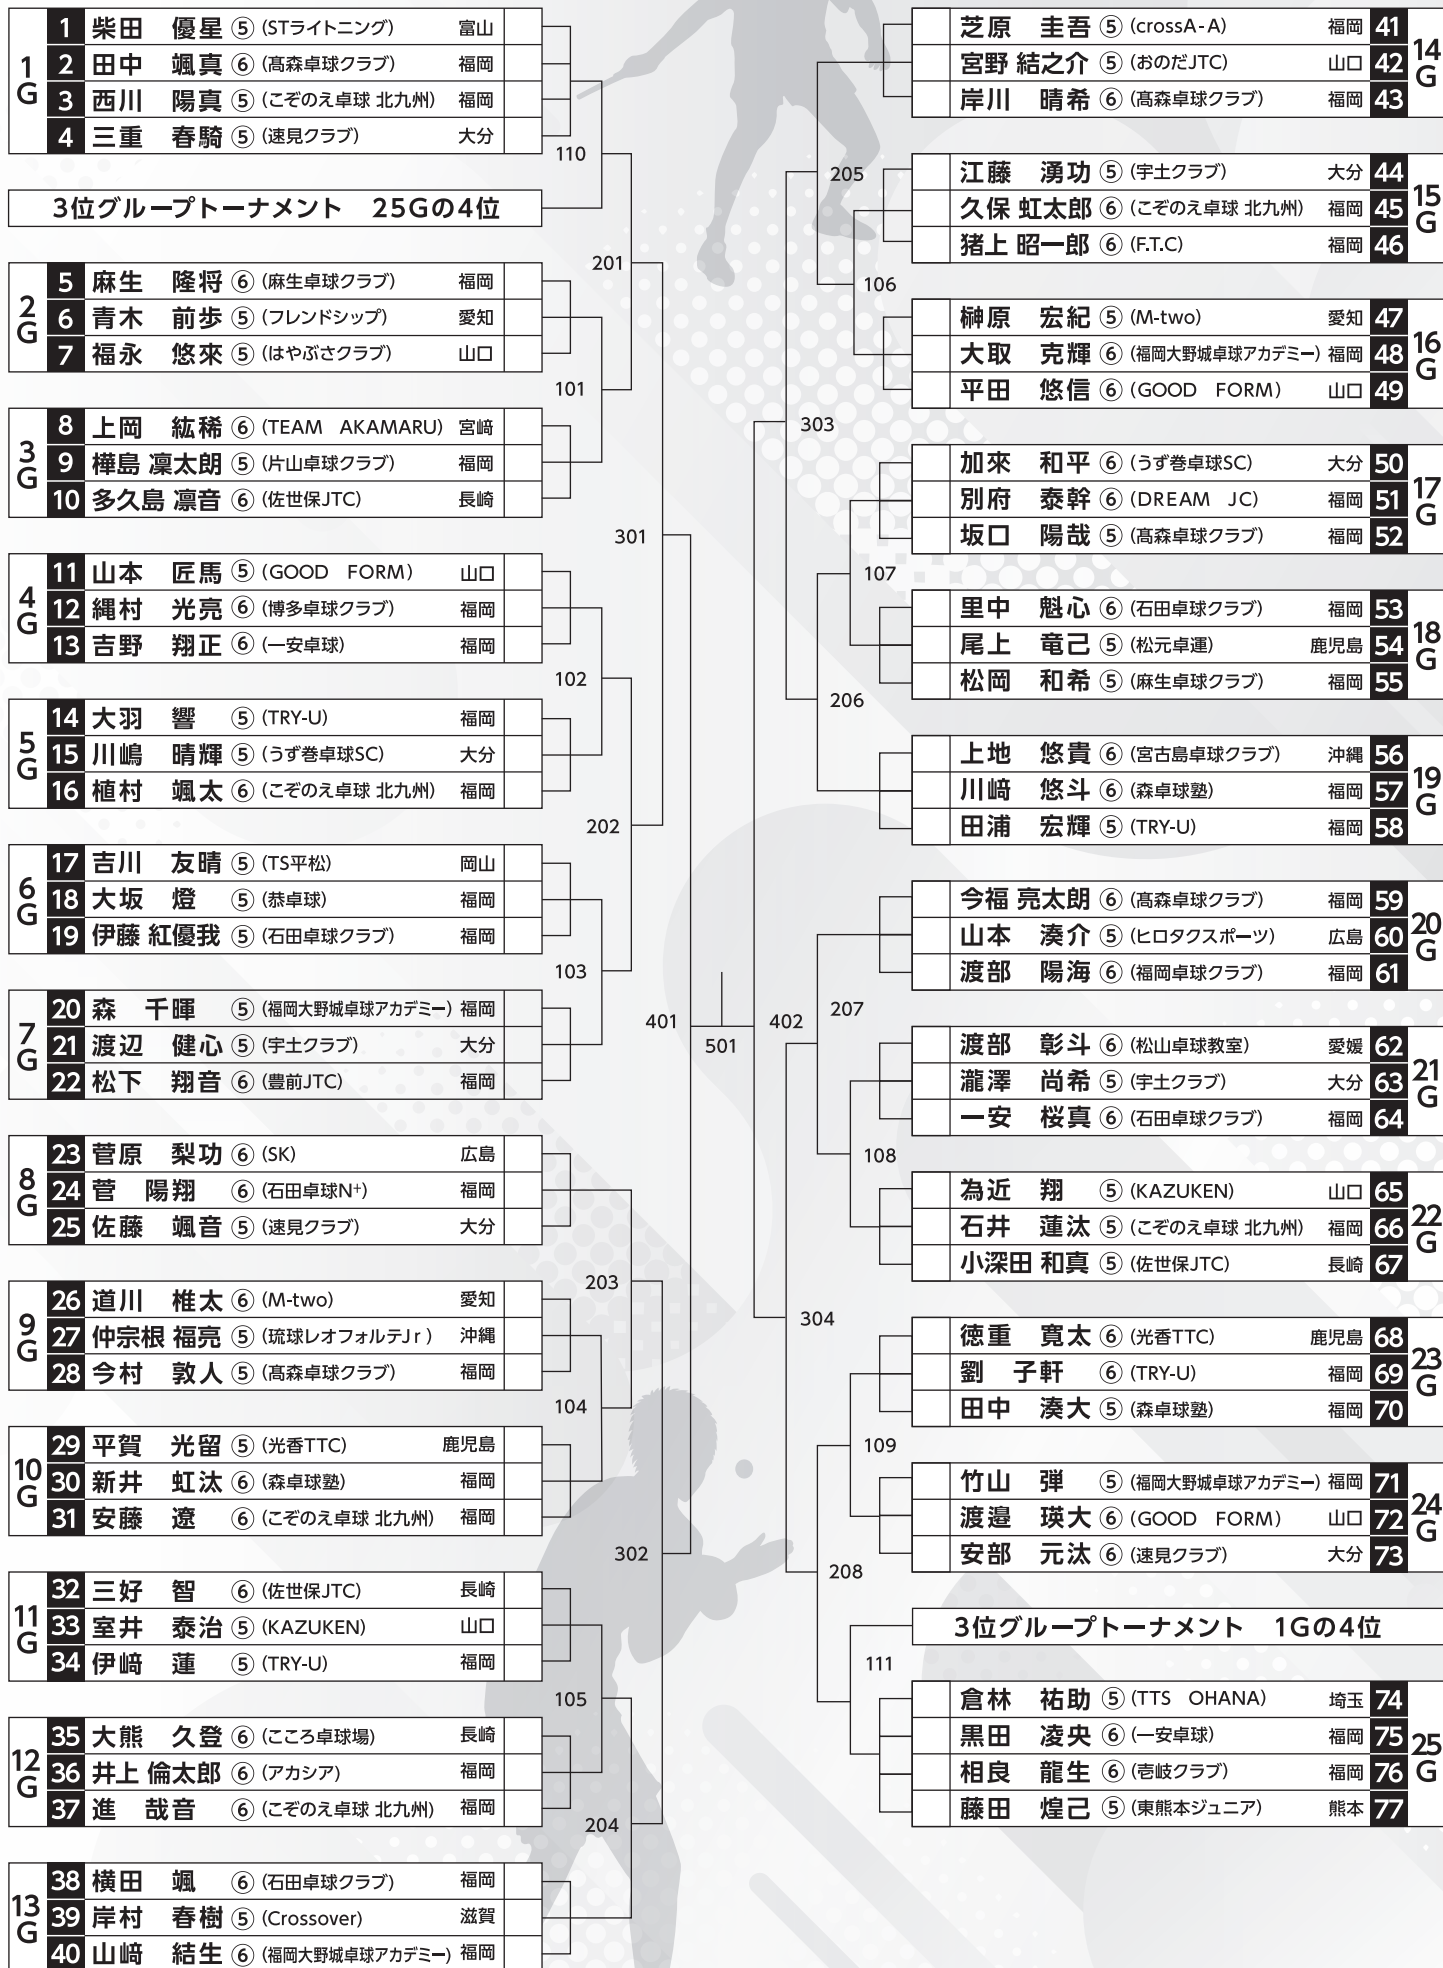 1G
1 柴田 優星 ⑤ (STライトニング) 富山
2 田中 颯真 ⑥ (髙森卓球クラブ) 福岡
3 西川 陽真 ⑤ (こぞのえ卓球 北九州) 福岡
4 三重 春騎 ⑤ (速見クラブ) 大分
3位グループトーナメント 25Gの4位
2G
5 麻生 隆将 ⑥ (麻生卓球クラブ) 福岡
6 青木 前歩 ⑤ (フレンドシップ) 愛知
7 福永 悠來 ⑤ (はやぶさクラブ) 山口
3G
8 上岡 紘稀 ⑥ (TEAM AKAMARU) 宮崎
9 樺島 凜太朗 ⑤ (片山卓球クラブ) 福岡
10 多久島 凛音 ⑥ (佐世保JTC) 長崎
4G
11 山本 匠馬 ⑤ (GOOD FORM) 山口
12 縄村 光亮 ⑥ (博多卓球クラブ) 福岡
13 吉野 翔正 ⑥ (一安卓球) 福岡
5G
14 大羽 響 ⑤ (TRY-U) 福岡
15 川嶋 晴輝 ⑤ (うず巻卓球SC) 大分
16 植村 颯太 ⑥ (こぞのえ卓球 北九州) 福岡
6G
17 吉川 友晴 ⑤ (TS平松) 岡山
18 大坂 燈 ⑤ (恭卓球) 福岡
19 伊藤 紅優我 ⑤ (石田卓球クラブ) 福岡
7G
20 森 千暉 ⑤ (福岡大野城卓球アカデミー) 福岡
21 渡辺 健心 ⑤ (宇土クラブ) 大分
22 松下 翔音 ⑥ (豊前JTC) 福岡
8G
23 菅原 梨功 ⑥ (SK) 広島
24 菅 陽翔 ⑥ (石田卓球N+) 福岡
25 佐藤 颯音 ⑤ (速見クラブ) 大分
9G
26 道川 椎太 ⑥ (M-two) 愛知
27 仲宗根 福亮 ⑤ (琉球レオフォルテJr) 沖縄
28 今村 敦人 ⑤ (髙森卓球クラブ) 福岡
10G
29 平賀 光留 ⑤ (光香TTC) 鹿児島
30 新井 虹汰 ⑥ (森卓球塾) 福岡
31 安藤 遼 ⑥ (こぞのえ卓球 北九州) 福岡
11G
32 三好 智 ⑥ (佐世保JTC) 長崎
33 室井 泰治 ⑤ (KAZUKEN) 山口
34 伊﨑 蓮 ⑤ (TRY-U) 福岡
12G
35 大熊 久登 ⑥ (こころ卓球場) 長崎
36 井上 倫太郎 ⑥ (アカシア) 福岡
37 進 哉音 ⑥ (こぞのえ卓球 北九州) 福岡
13G
38 横田 颯 ⑥ (石田卓球クラブ) 福岡
39 岸村 春樹 ⑤ (Crossover) 滋賀
40 山﨑 結生 ⑥ (福岡大野城卓球アカデミー) 福岡
110
201
101
301
102
202
103
401
203
104
302
105
204
501
205
106
303
107
206
402
207
108
304
109
208
111
芝原 圭吾 ⑤ (crossA-A) 福岡 41
宮野 結之介 ⑤ (おのだJTC) 山口 42
岸川 晴希 ⑥ (髙森卓球クラブ) 福岡 43
14G
江藤 湧功 ⑤ (宇土クラブ) 大分 44
久保 虹太郎 ⑥ (こぞのえ卓球 北九州) 福岡 45
猪上 昭一郎 ⑥ (F.T.C) 福岡 46
15G
榊原 宏紀 ⑤ (M-two) 愛知 47
大取 克輝 ⑥ (福岡大野城卓球アカデミー) 福岡 48
平田 悠信 ⑥ (GOOD FORM) 山口 49
16G
加來 和平 ⑥ (うず巻卓球SC) 大分 50
別府 泰幹 ⑥ (DREAM JC) 福岡 51
坂口 陽哉 ⑤ (髙森卓球クラブ) 福岡 52
17G
里中 魁心 ⑥ (石田卓球クラブ) 福岡 53
尾上 竜己 ⑤ (松元卓運) 鹿児島 54
松岡 和希 ⑤ (麻生卓球クラブ) 福岡 55
18G
上地 悠貴 ⑥ (宮古島卓球クラブ) 沖縄 56
川﨑 悠斗 ⑥ (森卓球塾) 福岡 57
田浦 宏輝 ⑤ (TRY-U) 福岡 58
19G
今福 亮太朗 ⑥ (髙森卓球クラブ) 福岡 59
山本 湊介 ⑤ (ヒロタクスポーツ) 広島 60
渡部 陽海 ⑥ (福岡卓球クラブ) 福岡 61
20G
渡部 彰斗 ⑥ (松山卓球教室) 愛媛 62
瀧澤 尚希 ⑤ (宇土クラブ) 大分 63
一安 桜真 ⑥ (石田卓球クラブ) 福岡 64
21G
為近 翔 ⑤ (KAZUKEN) 山口 65
石井 蓮汰 ⑤ (こぞのえ卓球 北九州) 福岡 66
小深田 和真 ⑤ (佐世保JTC) 長崎 67
22G
徳重 寛太 ⑥ (光香TTC) 鹿児島 68
劉 子軒 ⑥ (TRY-U) 福岡 69
田中 湊大 ⑤ (森卓球塾) 福岡 70
23G
竹山 弾 ⑤ (福岡大野城卓球アカデミー) 福岡 71
渡邉 瑛大 ⑥ (GOOD FORM) 山口 72
安部 元汰 ⑥ (速見クラブ) 大分 73
24G
3位グループトーナメント 1Gの4位
倉林 祐助 ⑤ (TTS OHANA) 埼玉 74
黒田 凌央 ⑥ (一安卓球) 福岡 75
相良 龍生 ⑥ (壱岐クラブ) 福岡 76
藤田 煌己 ⑤ (東熊本ジュニア) 熊本 77
25G